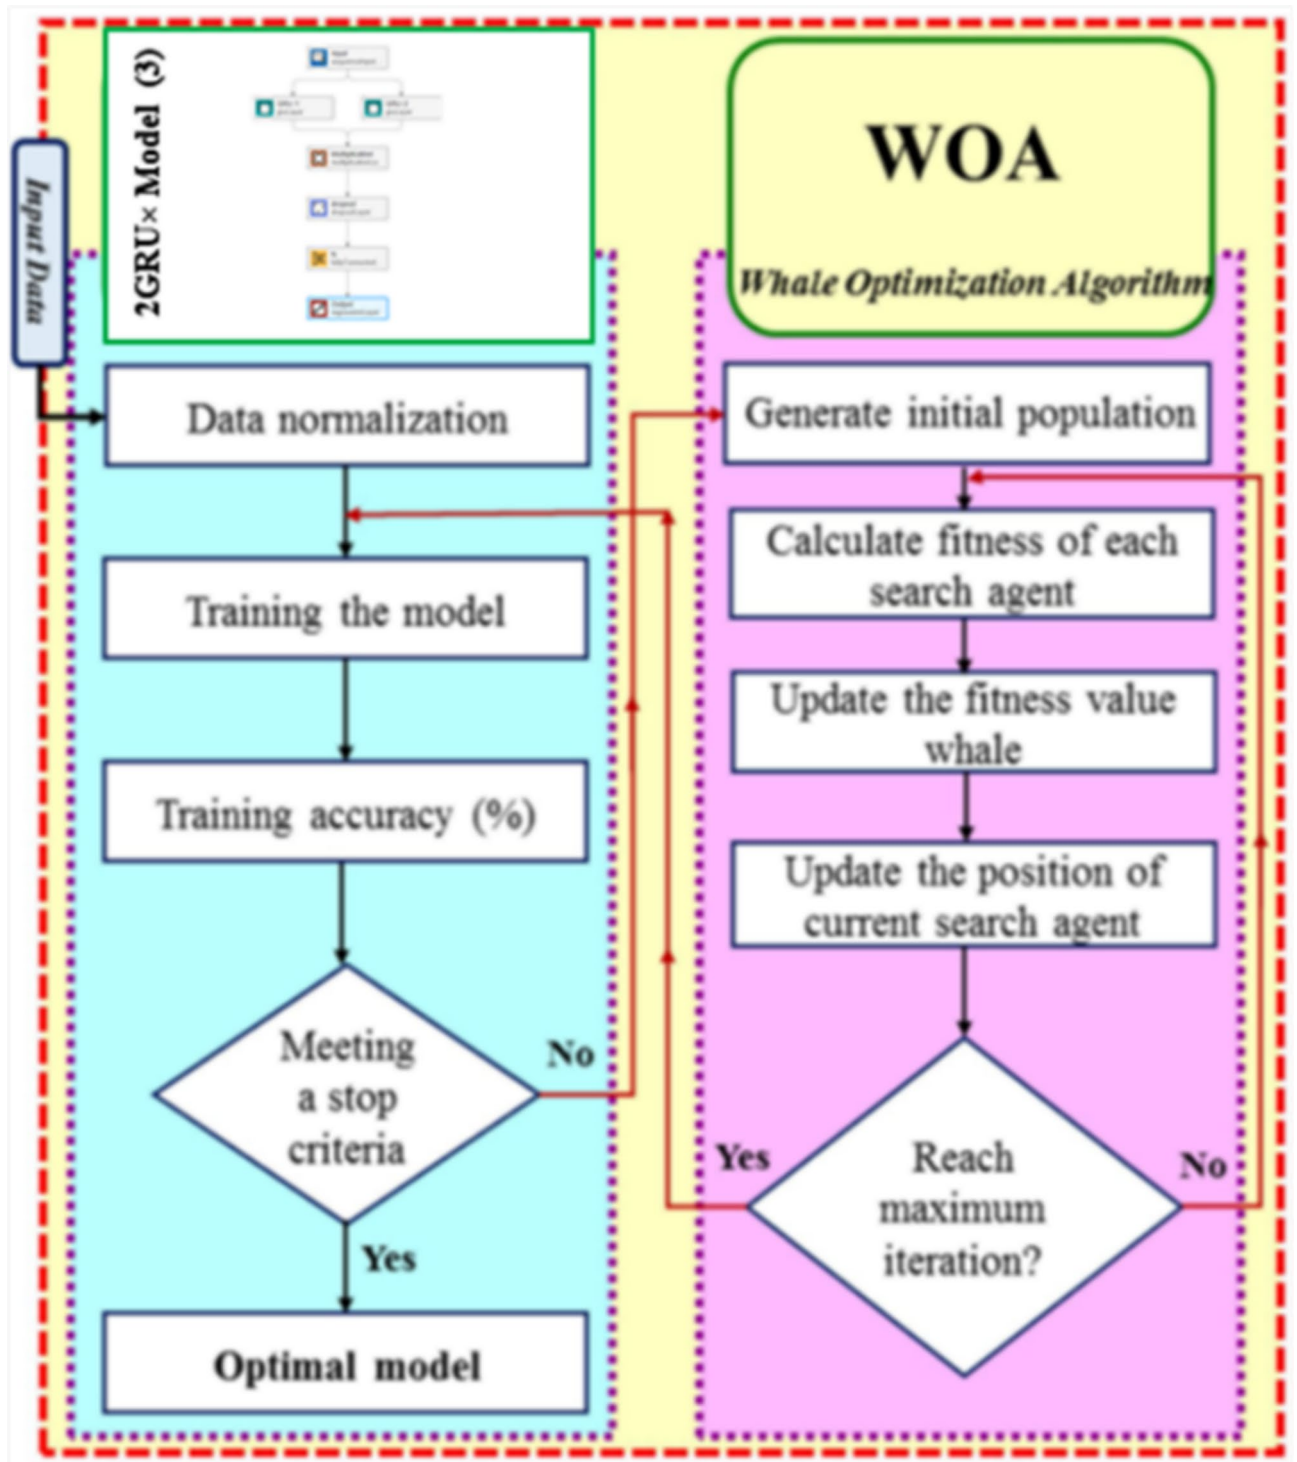 2GRU× Model (3)
Input Data
Multiplication
Data normalization
Training the model
Training accuracy (%)
Meeting
a stop
criteria
No
Yes
Optimal model
WOA
Whale Optimization Algorithm
Generate initial population
Calculate fitness of each
search agent
Update the fitness value
whale
Update the position of
current search agent
Reach
maximum
iteration?
Yes
No